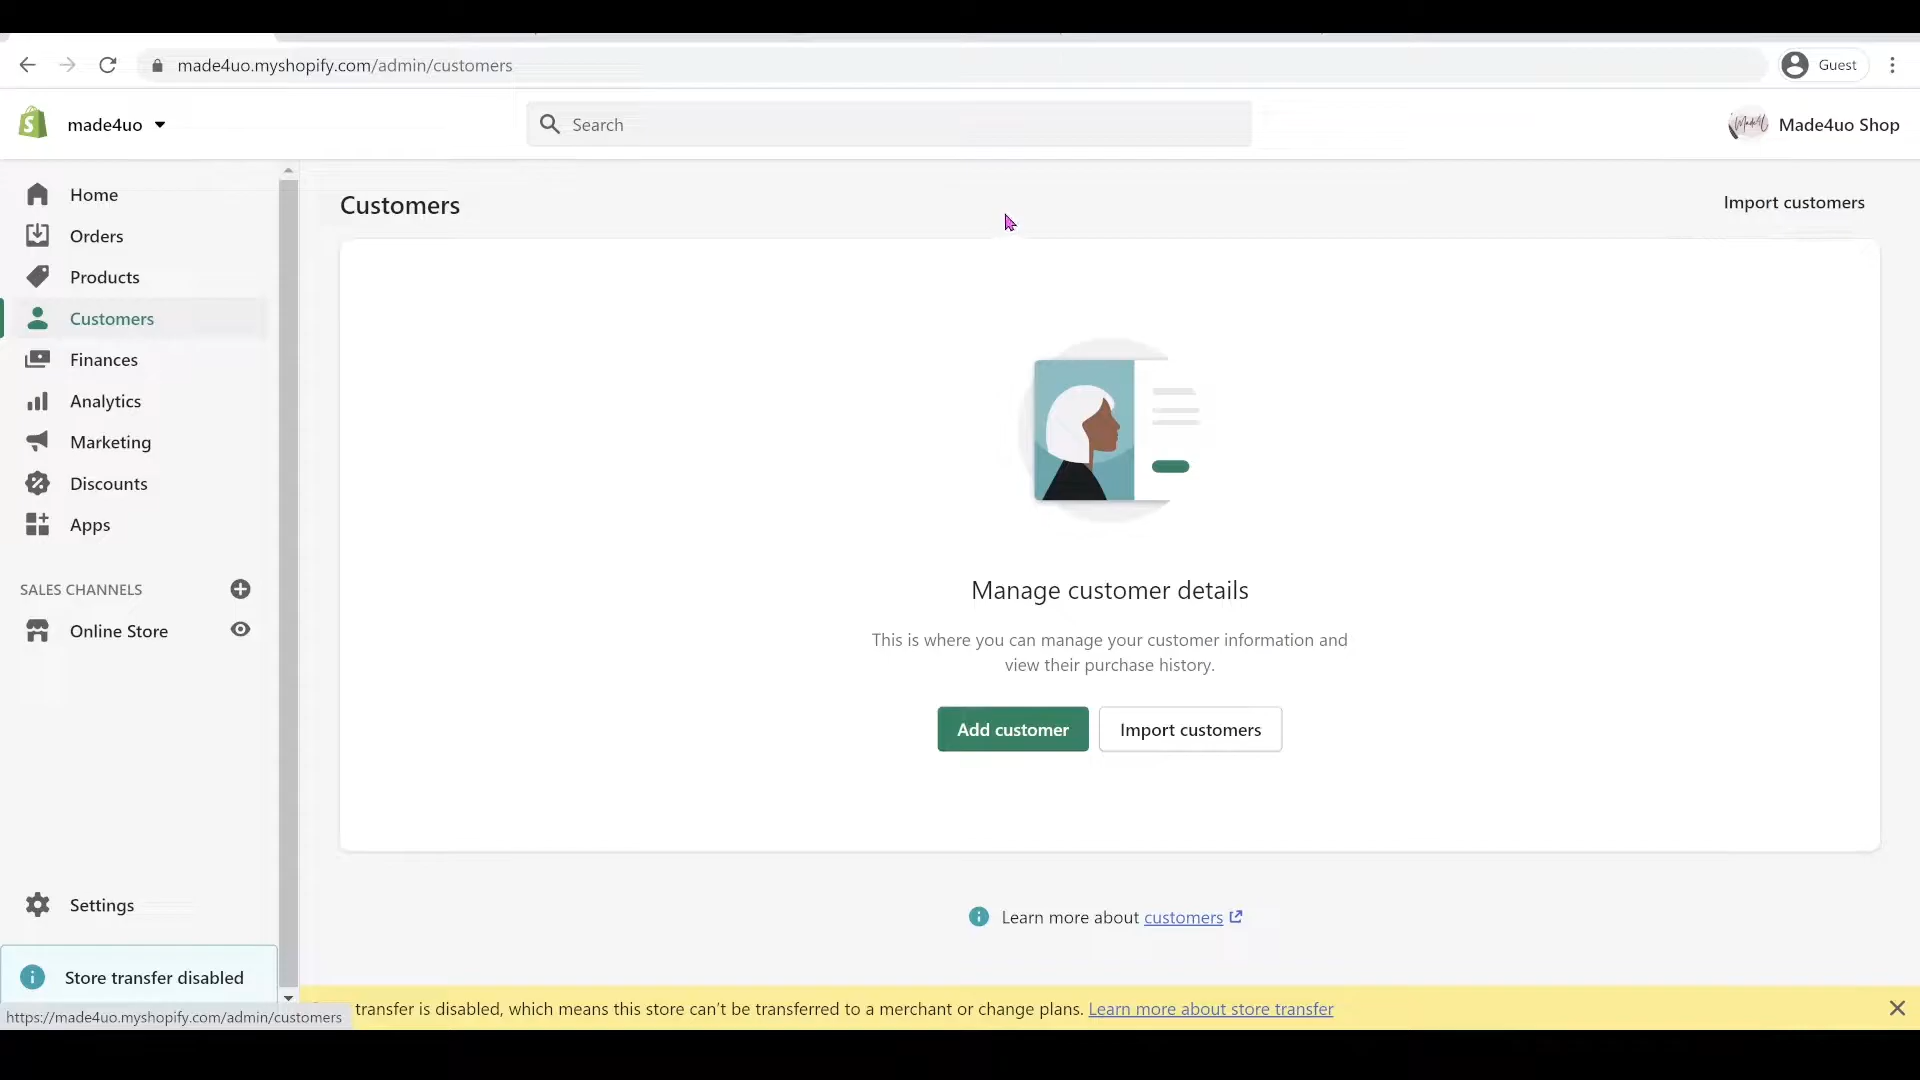 made4uo.myshopify.com/admin/customers
Guest
made4uo
Search
Made4uo Shop
Home
Orders
Products
Customers
Finances
Analytics
Marketing
Discounts
Apps
SALES CHANNELS
Online Store
Settings
Store transfer disabled
https://made4uo.myshopify.com/admin/customers
Customers
Import customers
Manage customer details
This is where you can manage your customer information and
view their purchase history.
Add customer
Import customers
Learn more about customers
transfer is disabled, which means this store can't be transferred to a merchant or change plans. Learn more about store transfer